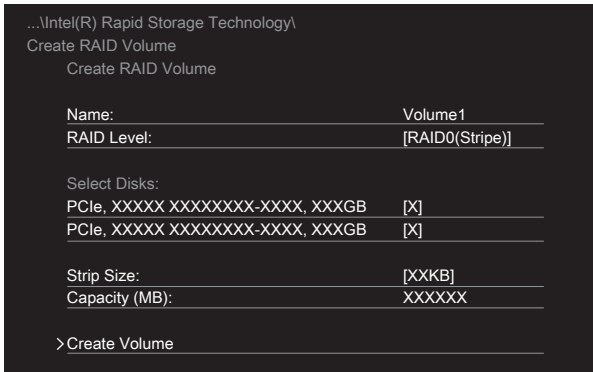 ...\Intel(R) Rapid Storage Technology\
Create RAID Volume
Create RAID Volume
Name: Volume1
RAID Level: [RAID0(Stripe)]
Select Disks:
PCIe, XXXXX XXXXXXXX-XXXX, XXXGB [X]
PCIe, XXXXX XXXXXXXX-XXXX, XXXGB [X]
Strip Size: [XXKB]
Capacity (MB): XXXXXX
>Create Volume